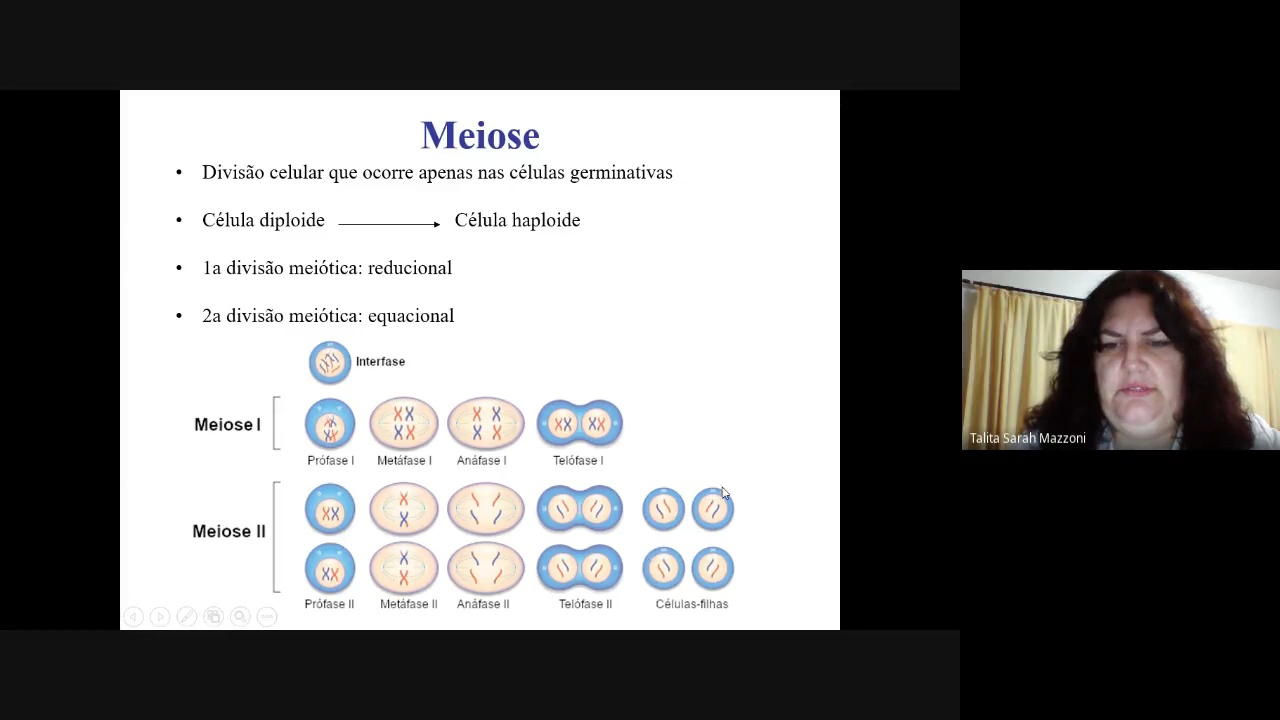 Meiose
• Divisão celular que ocorre apenas nas células germinativas
• Célula diploide → Célula haploide
• 1a divisão meiótica: reducional
• 2a divisão meiótica: equacional
Interfase
Meiose I
Prófase I Metáfase I Anáfase I Telófase I
Meiose II
Prófase II Metáfase II Anáfase II Telófase II Células-filhas
Talita Sarah Mazzoni